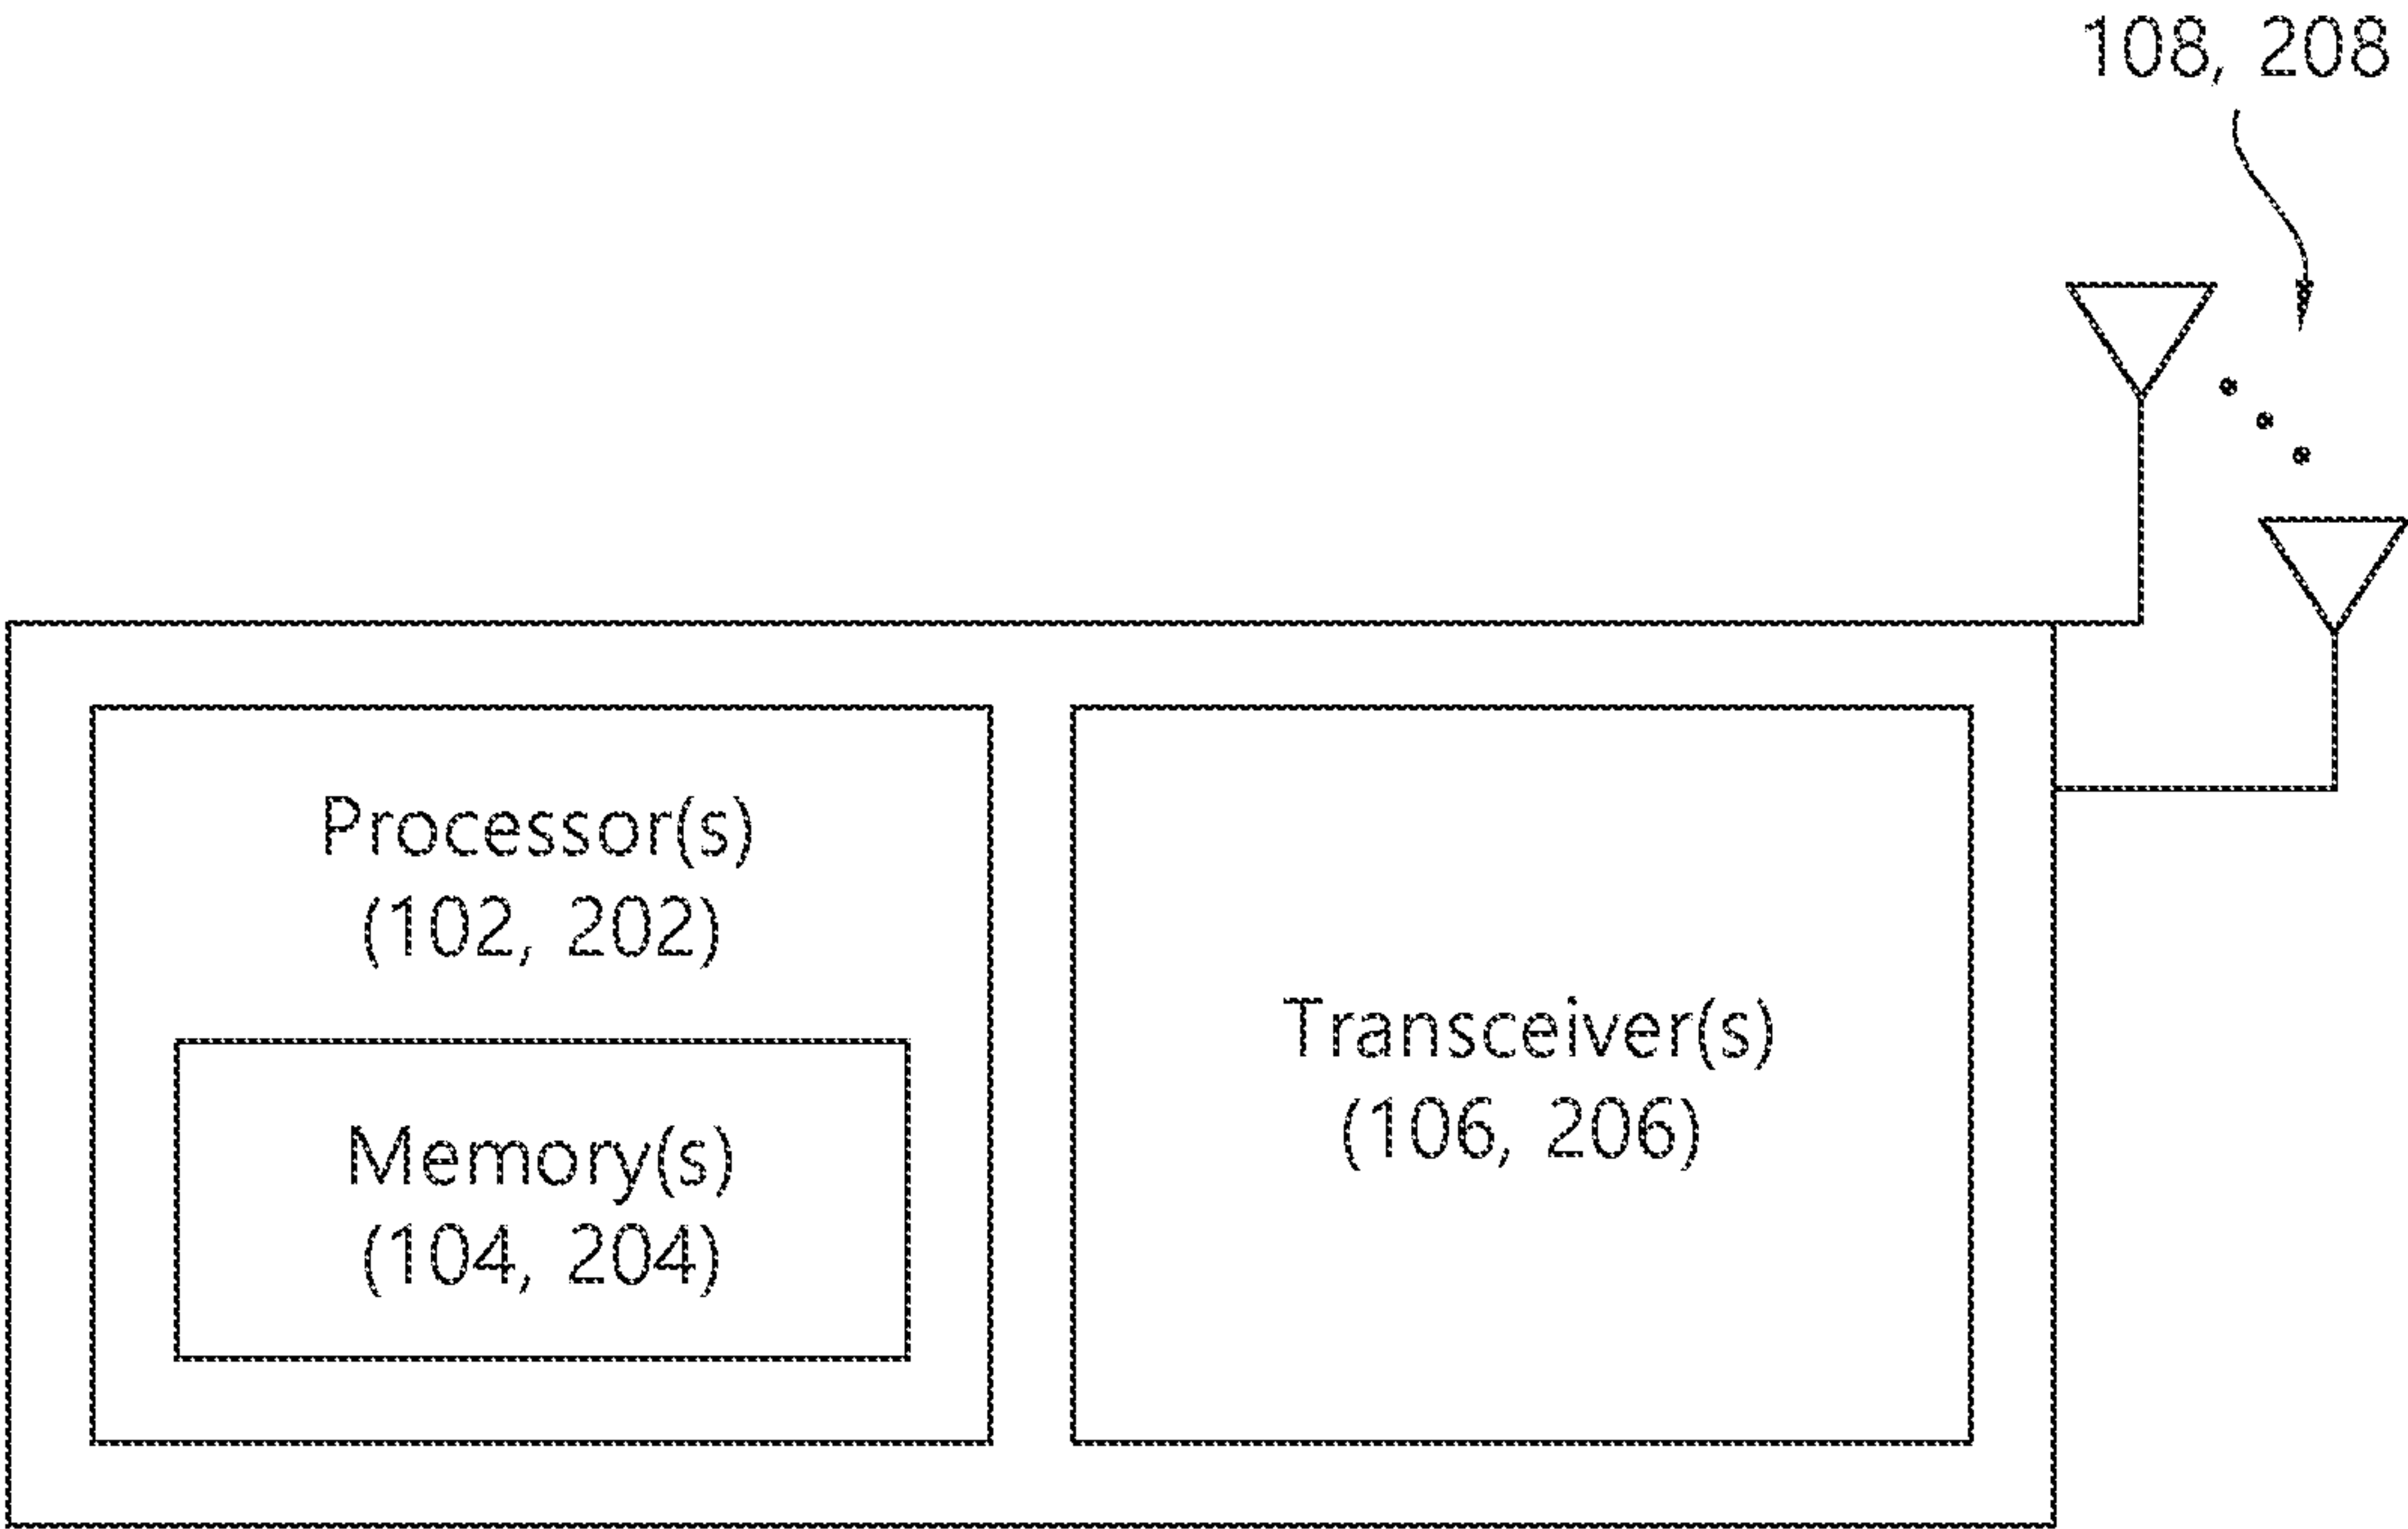 108, 208
Processor(s)
(102, 202)
Memory(s)
(104, 204)
Transceiver(s)
(106, 206)